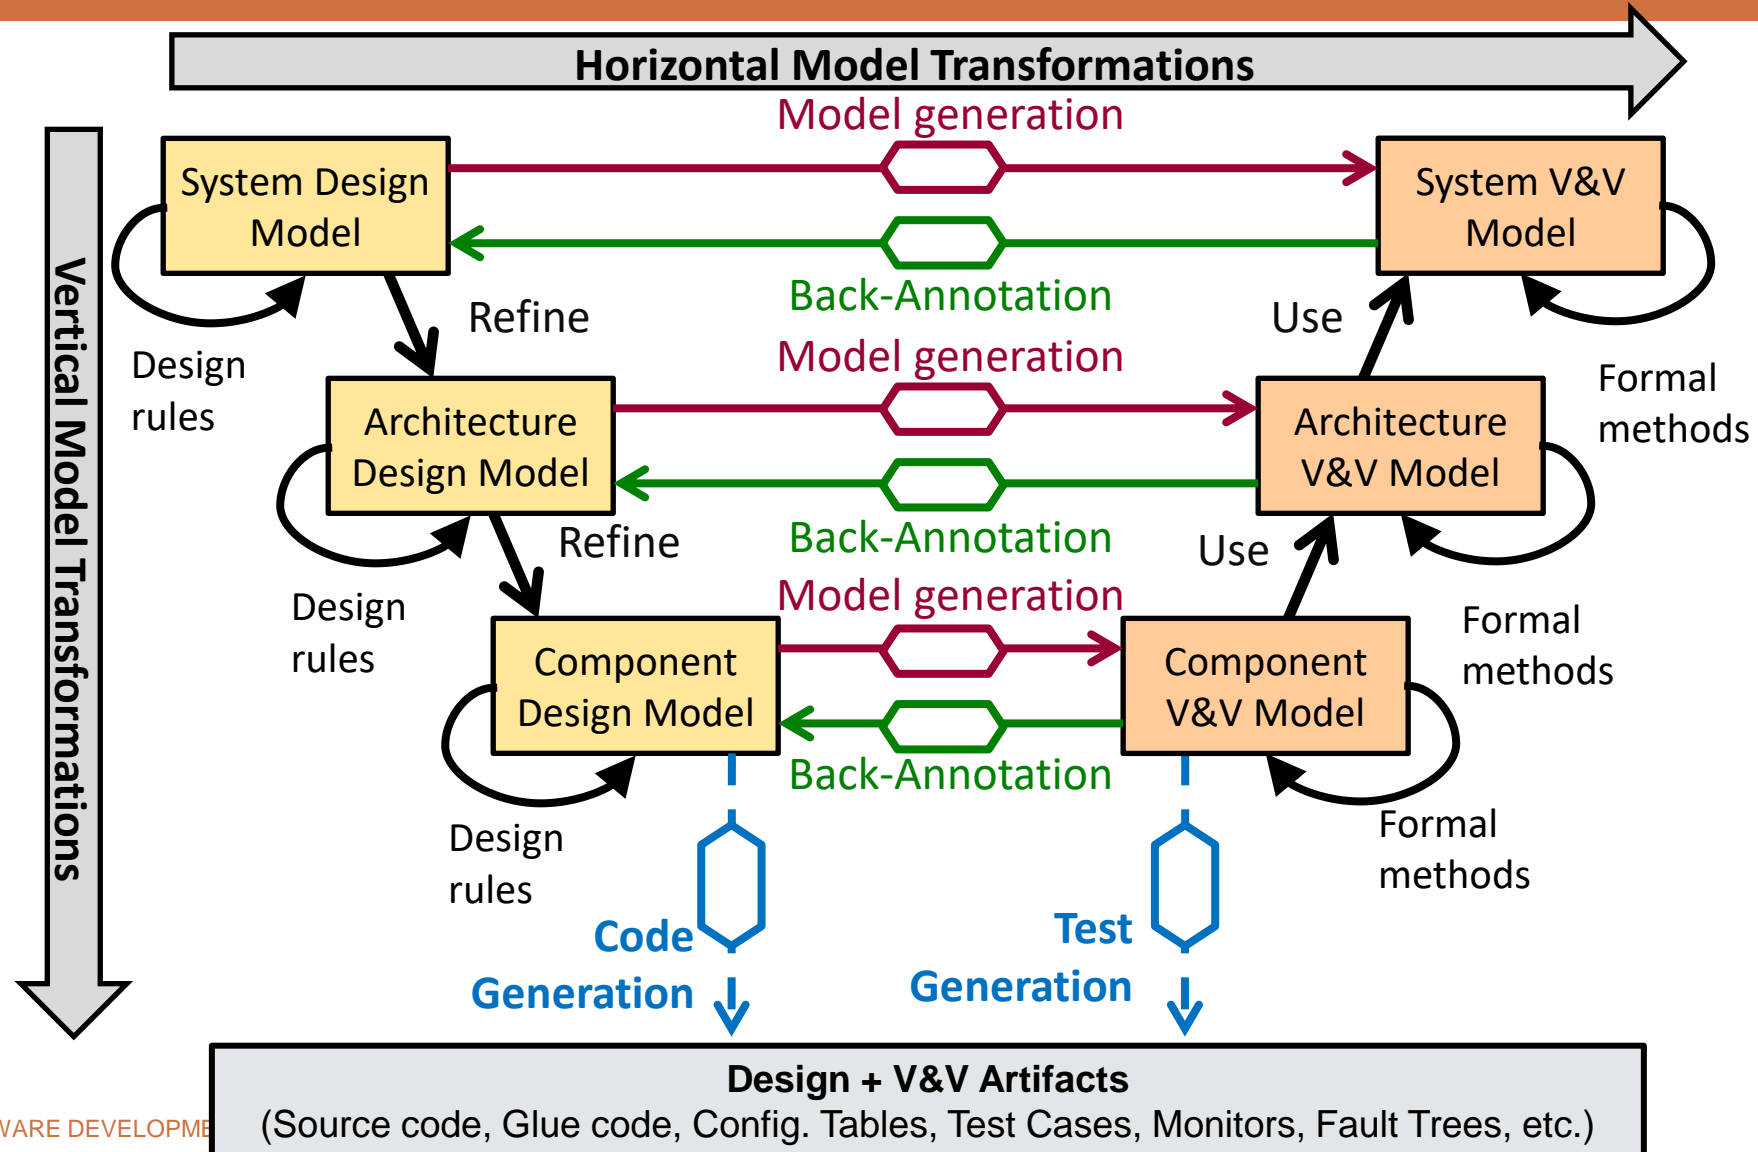 Horizontal Model Transformations
Model generation
System Design
Model
System V&V
Model
Back-Annotation
Refine
Use
Vertical Model Transformations
Design
rules
Model generation
Formal
methods
Architecture
Design Model
Architecture
V&V Model
Back-Annotation
Refine
Use
Design
rules
Model generation
Formal
methods
Component
Design Model
Component
V&V Model
Back-Annotation
Design
rules
Formal
methods
Code
Generation
Test
Generation
Design + V&V Artifacts
(Source code, Glue code, Config. Tables, Test Cases, Monitors, Fault Trees, etc.)